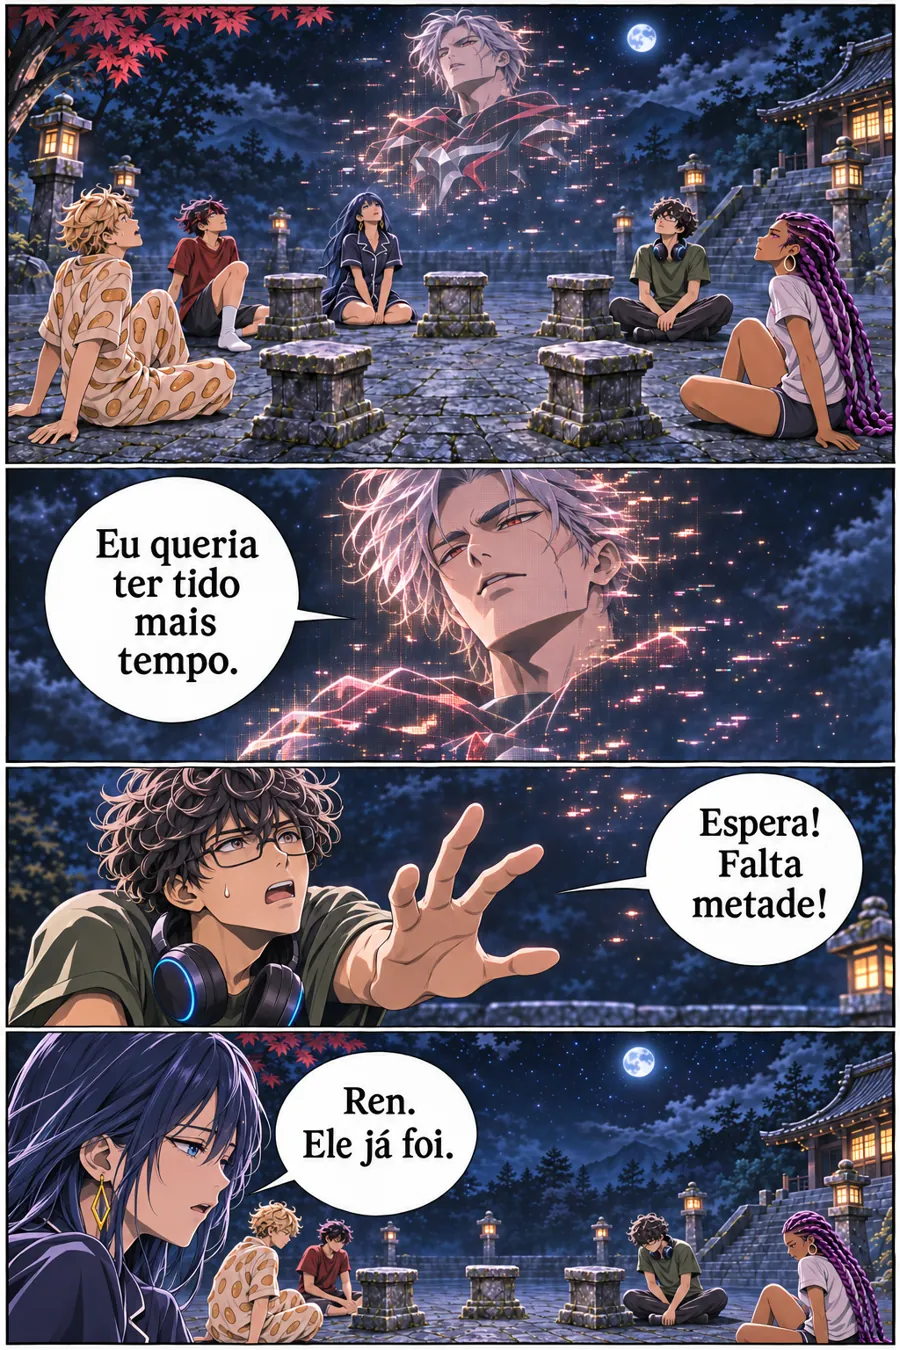 Eu queria
ter tido
mais
tempo.
Espera!
Falta
metade!
Ren.
Ele já foi.